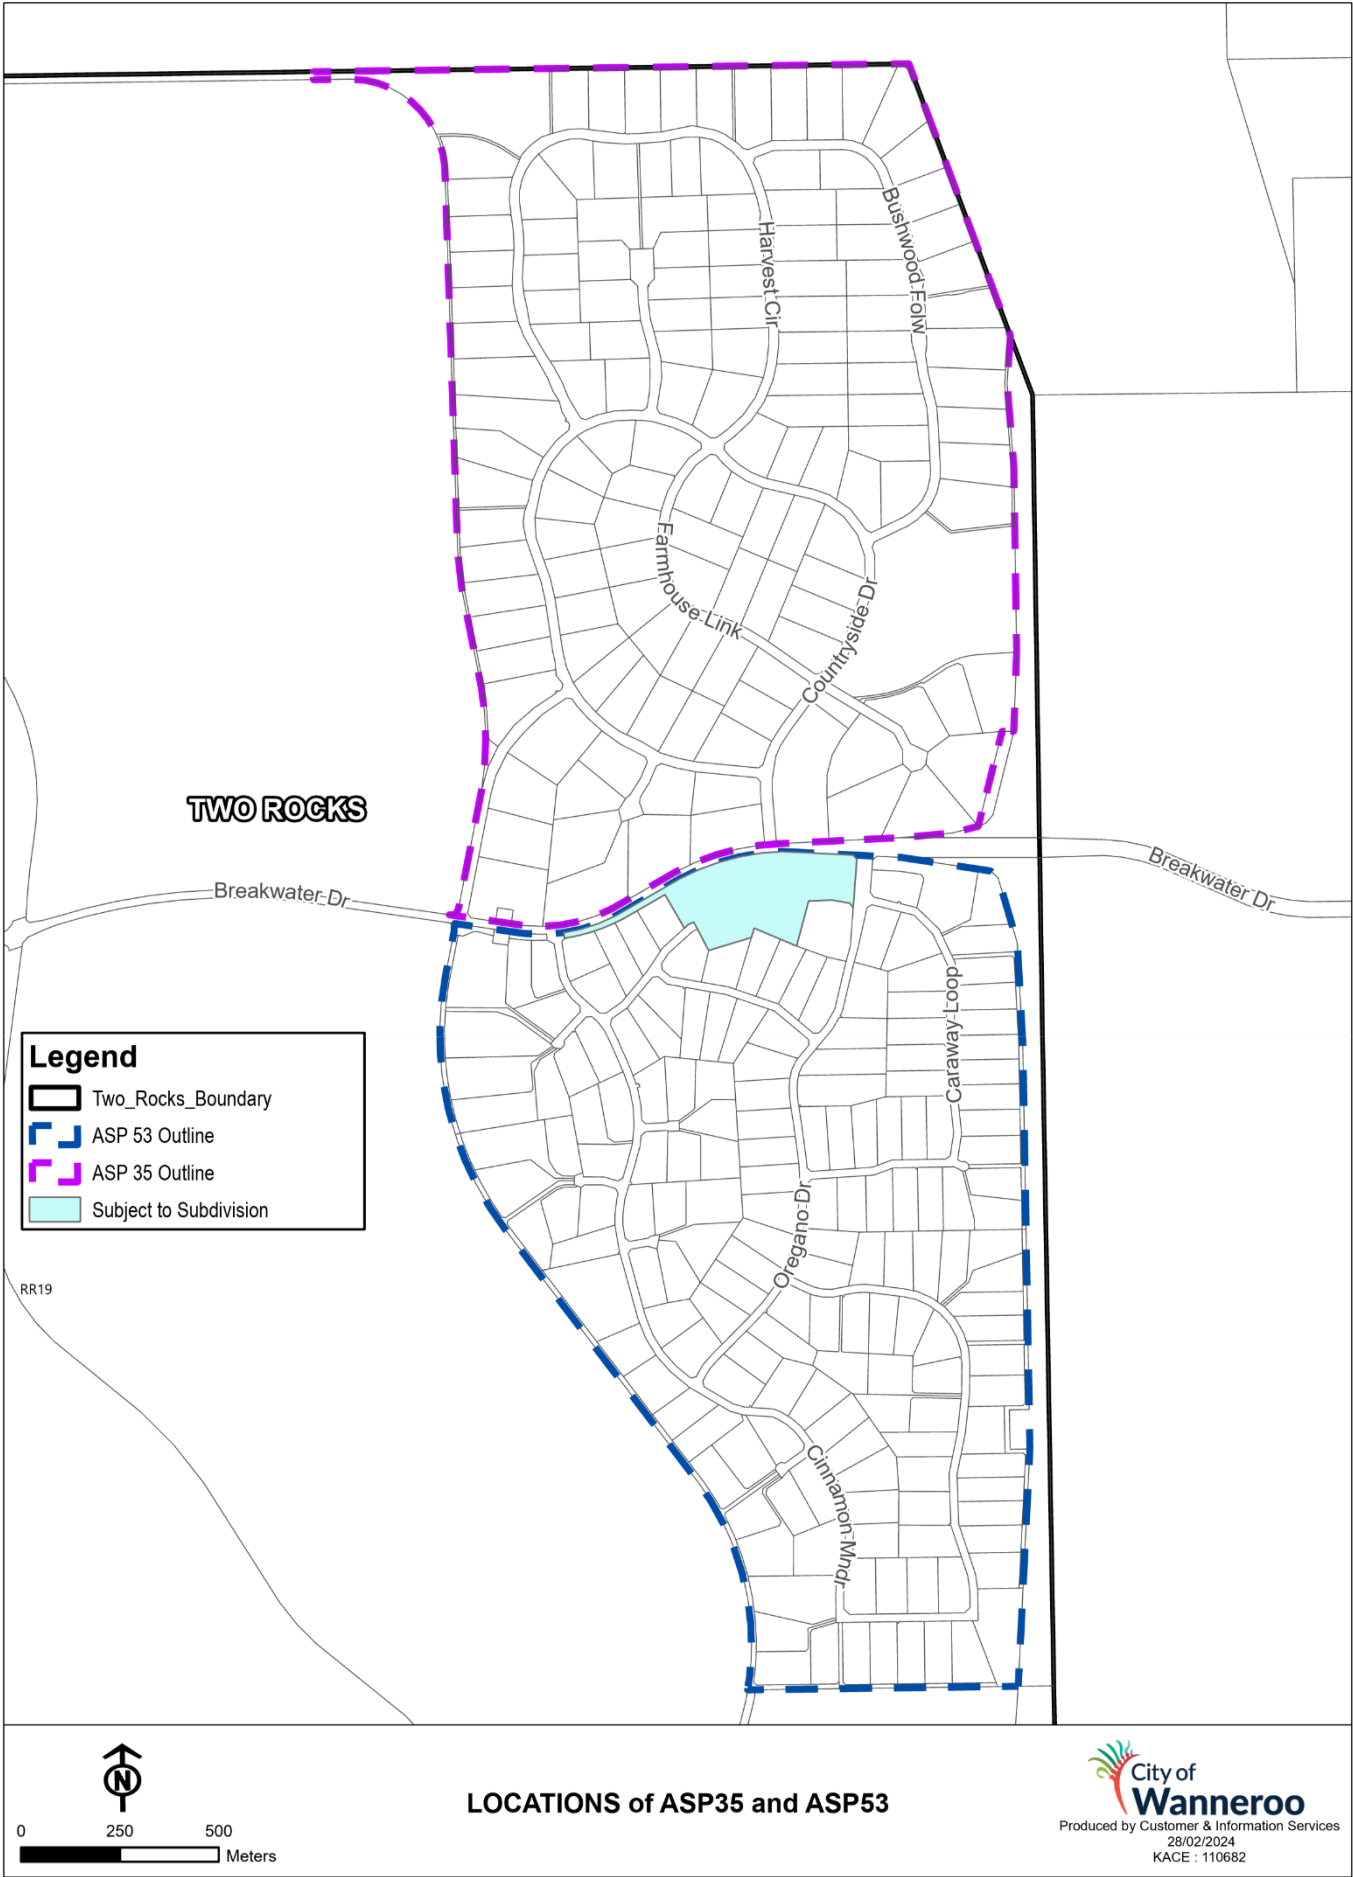 Harvest Cir
Bushwood Folw
Farmhouse Link
Countryside Dr
TWO ROCKS
Breakwater Dr
Breakwater Dr
Caraway Loop
Legend
Two_Rocks_Boundary
ASP 53 Outline
ASP 35 Outline
Subject to Subdivision
Oregano Dr
RR19
Cinnamon Mndr
N
0 250 500
Meters
LOCATIONS of ASP35 and ASP53
City of
Wanneroo
Produced by Customer & Information Services
28/02/2024
KACE : 110682